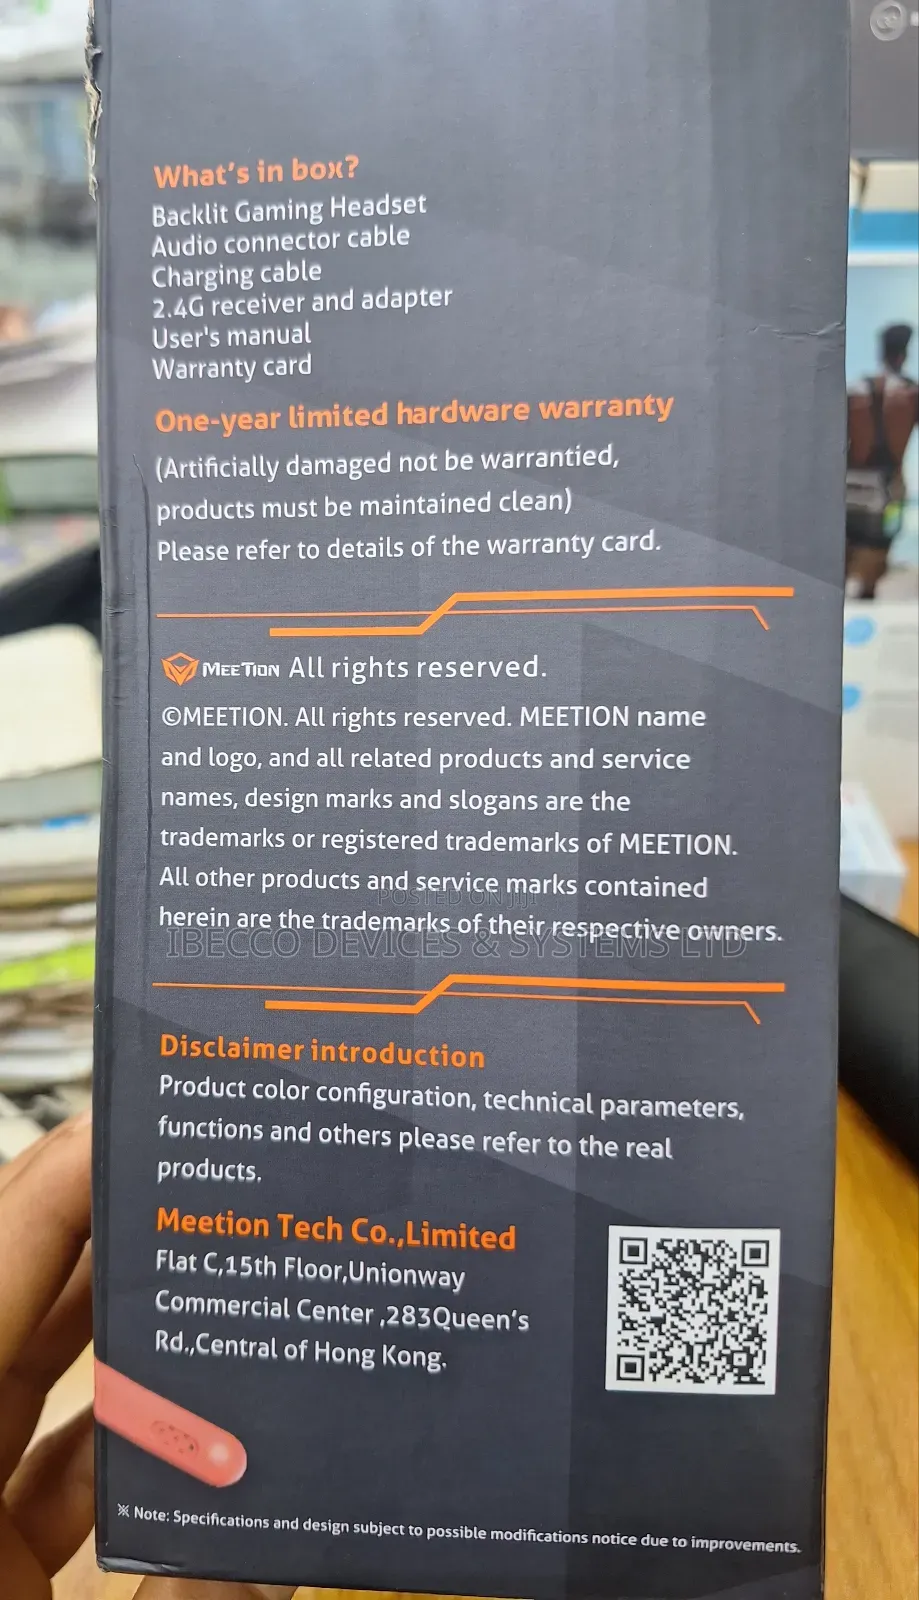 What's in box?
Backlit Gaming Headset
Audio connector cable
Charging cable
2.4G receiver and adapter
User's manual
Warranty card
One-year limited hardware warranty
(Artificially damaged not be warrantied,
products must be maintained clean)
Please refer to details of the warranty card.
MEETION All rights reserved.
©MEETION. All rights reserved. MEETION name
and logo, and all related products and service
names, design marks and slogans are the
trademarks or registered trademarks of MEETION.
All other products and service marks contained
POSTED ON JIJI
herein are the trademarks of their respective owners.
IBECCO DEVICES & SYSTEMS LTD
Disclaimer introduction
Product color configuration, technical parameters,
functions and others please refer to the real
products.
Meetion Tech Co.,Limited
Flat C,15th Floor,Unionway
Commercial Center ,283Queen's
Rd.,Central of Hong Kong.
※ Note: Specifications and design subject to possible modifications notice due to improvements.